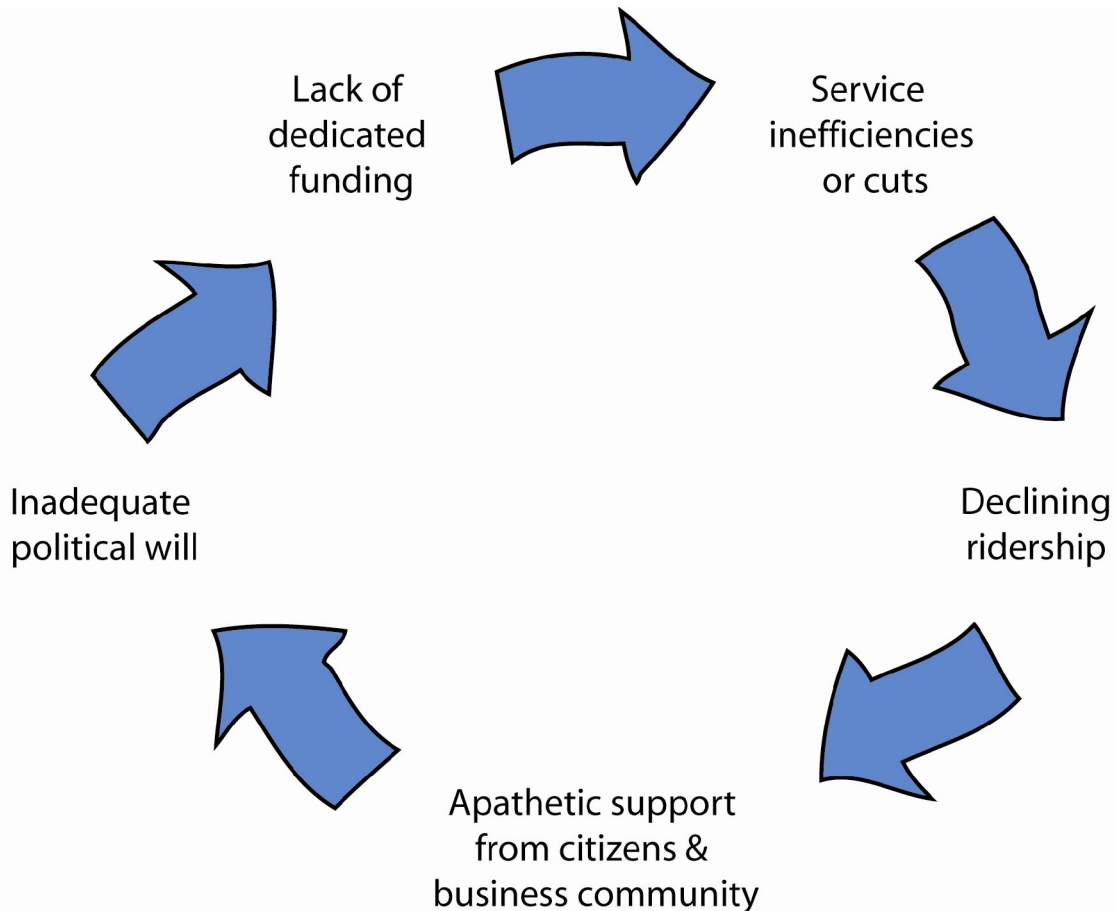 Lack of
dedicated
funding
Service
inefficiencies
or cuts
Declining
ridership
Apathetic support
from citizens &
business community
Inadequate
political will